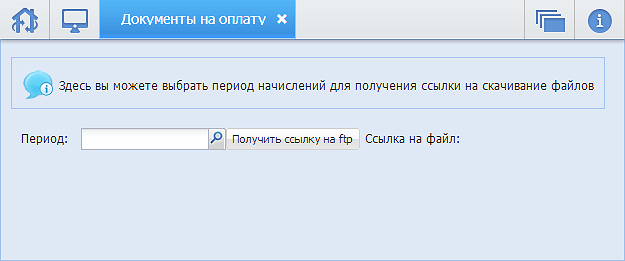 Документы на оплату
Здесь вы можете выбрать период начислений для получения ссылки на скачивание файлов
Период: Получить ссылку на ftp Ссылка на файл: